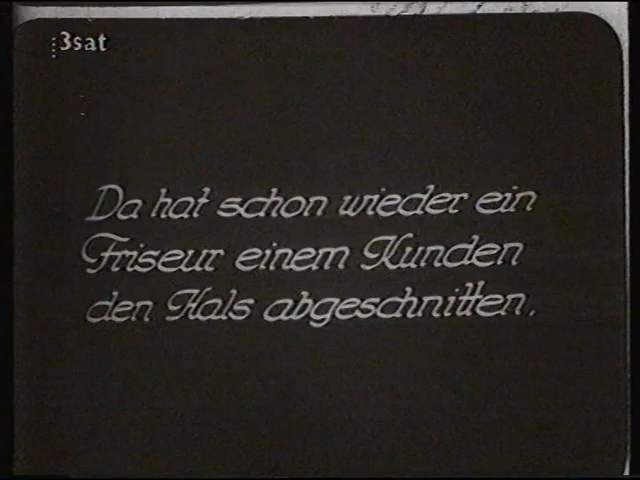 3sat
Da hat schon wieder ein
Friseur einem Kunden
den Hals abgeschnitten.